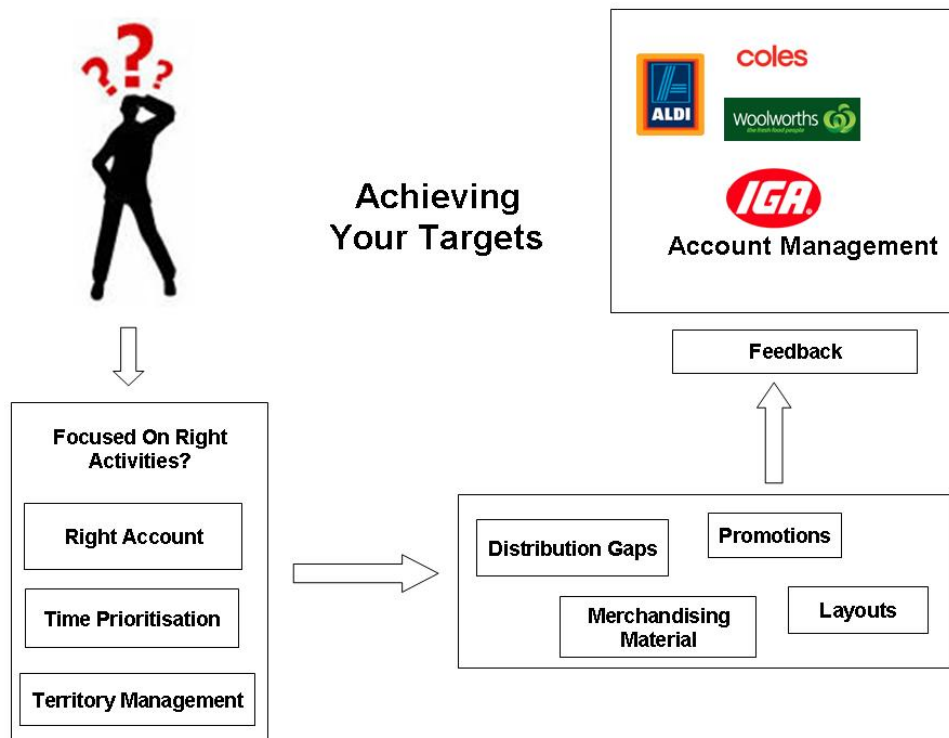 ? ? ?
Achieving
Your Targets
ALDI
coles
Woolworths
the fresh food people
IGA
Account Management
Feedback
Focused On Right
Activities?
Right Account
Time Prioritisation
Territory Management
Distribution Gaps
Promotions
Merchandising
Material
Layouts